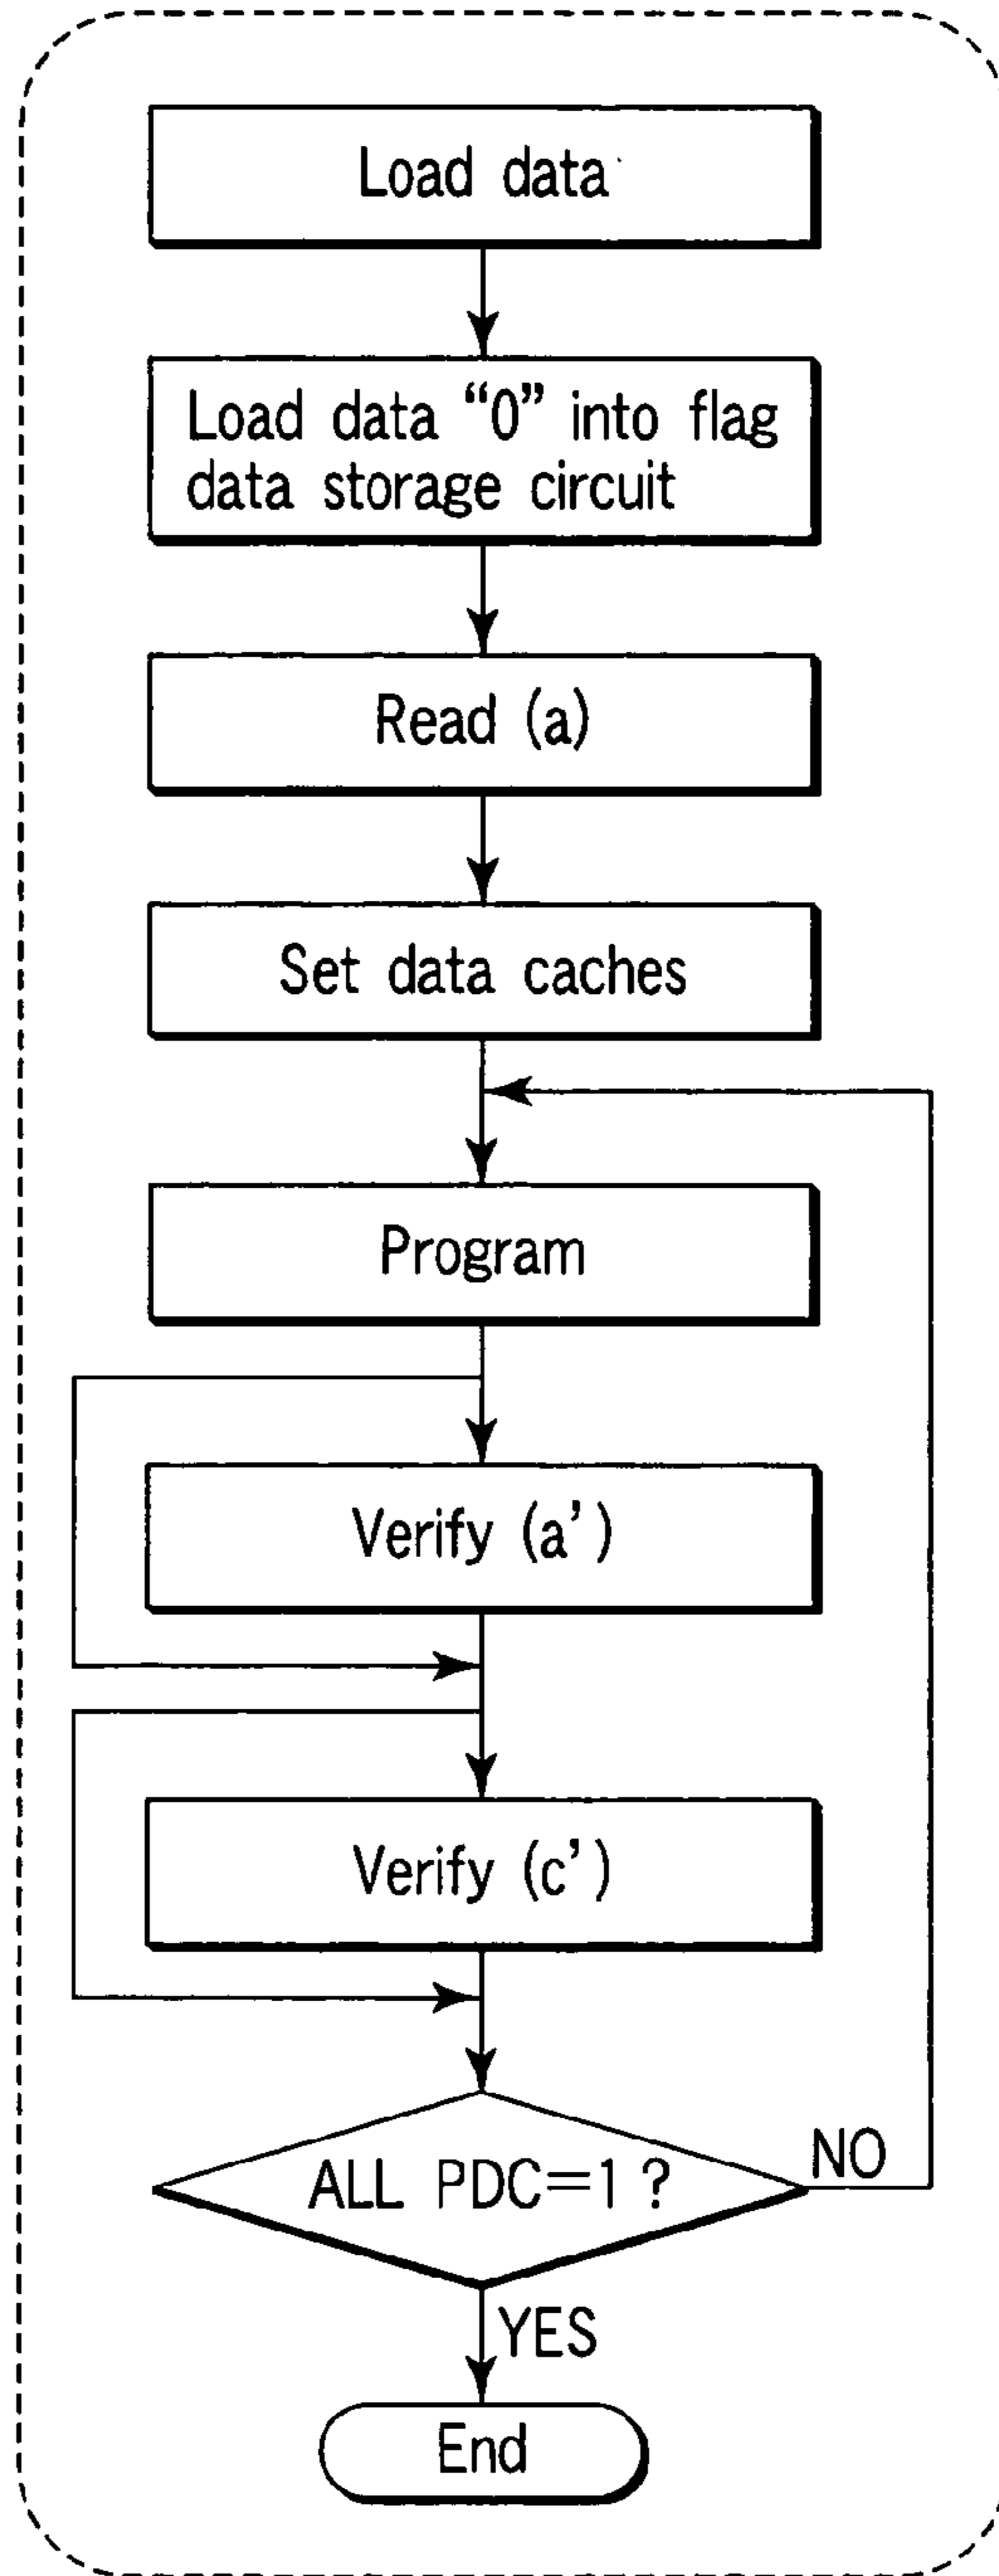 Load data
Load data “0” into flag
data storage circuit
Read (a)
Set data caches
Program
Verify (a’)
Verify (c’)
ALL PDC=1 ?
NO
YES
End